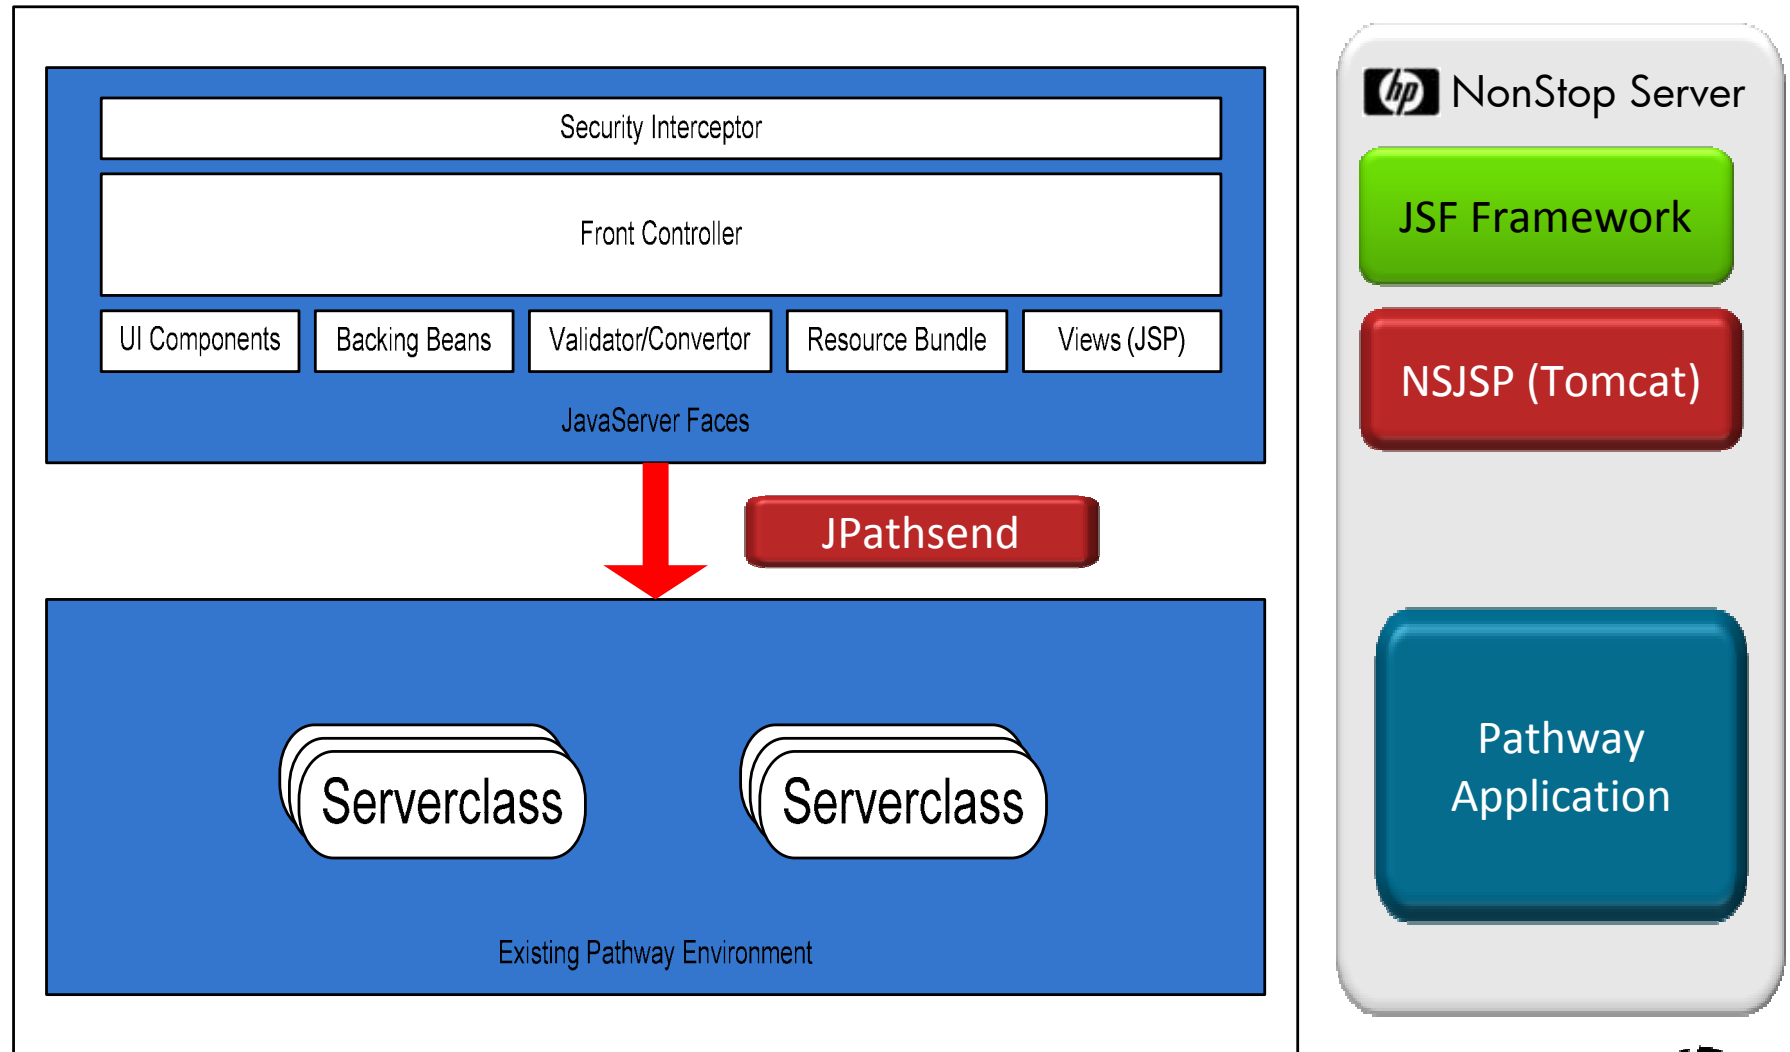 Security Interceptor
Front Controller
UI Components
Backing Beans
Validator/Convertor
Resource Bundle
Views (JSP)
JavaServer Faces
JPathsend
Serverclass
Serverclass
Existing Pathway Environment
hp NonStop Server
JSF Framework
NSJSP (Tomcat)
Pathway
Application